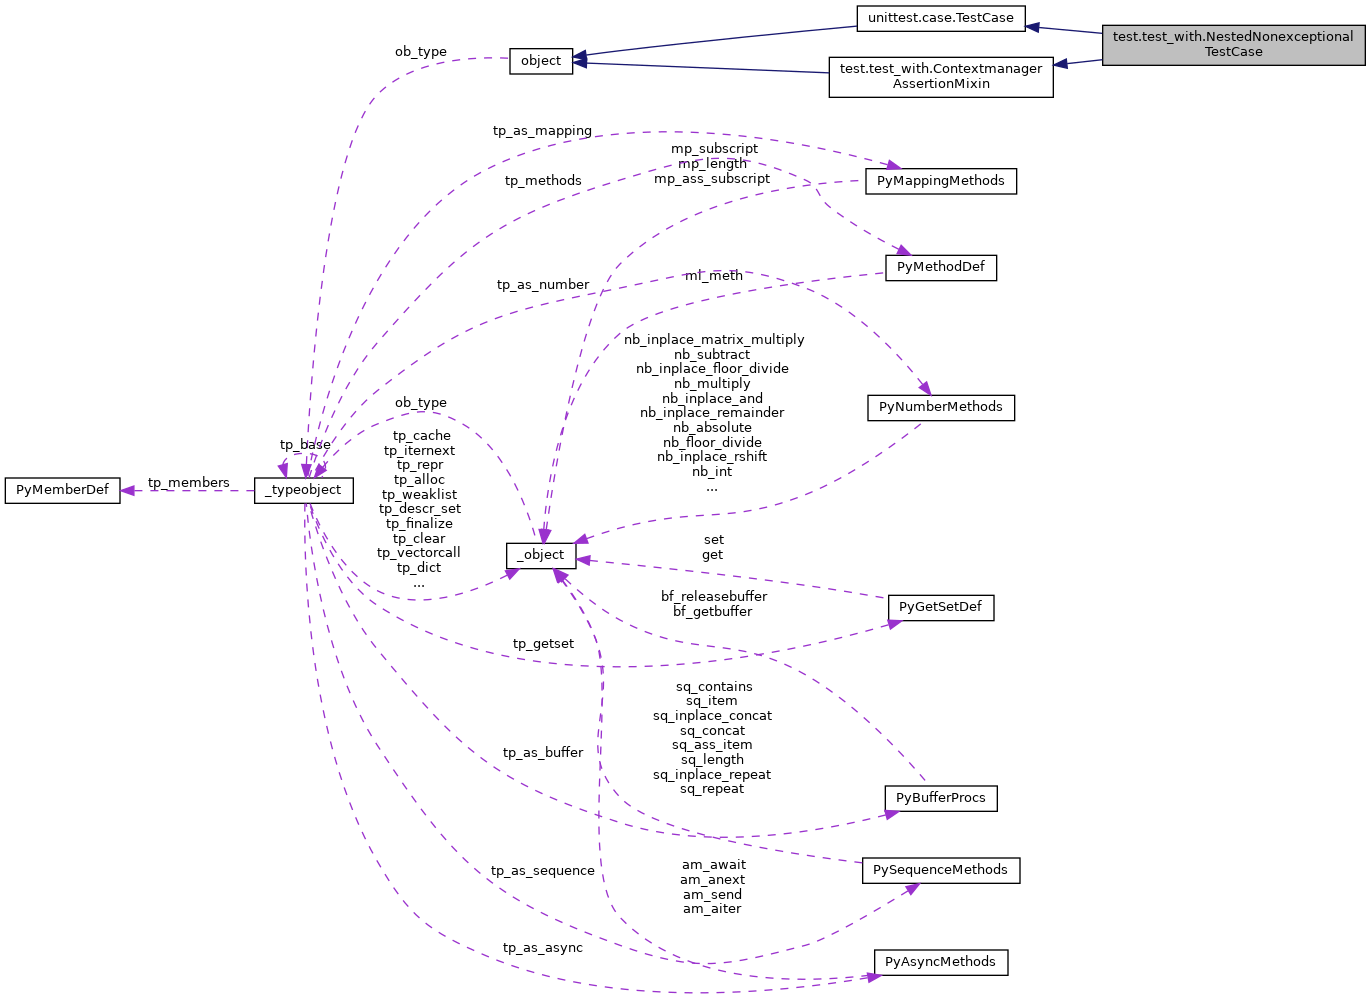 unittest.case.TestCase
test.test_with.NestedNonexceptional
TestCase
ob_type
object
test.test_with.Contextmanager
AssertionMixin
tp_as_mapping
mp_subscript
mp_length
mp_ass_subscript
tp_methods
PyMappingMethods
PyMethodDef
ml_meth
tp_as_number
nb_inplace_matrix_multiply
nb_subtract
nb_inplace_floor_divide
nb_multiply
nb_inplace_and
nb_inplace_remainder
nb_absolute
nb_floor_divide
nb_inplace_rshift
nb_int
...
PyNumberMethods
ob_type
tp_base
tp_cache
tp_iternext
tp_repr
tp_alloc
tp_weaklist
tp_descr_set
tp_finalize
tp_clear
tp_vectorcall
tp_dict
...
PyMemberDef
tp_members
_typeobject
_object
set
get
bf_releasebuffer
bf_getbuffer
PyGetSetDef
tp_getset
sq_contains
sq_item
sq_inplace_concat
sq_concat
sq_ass_item
sq_length
sq_inplace_repeat
sq_repeat
tp_as_buffer
PyBufferProcs
tp_as_sequence
am_await
am_anext
am_send
am_aiter
PySequenceMethods
tp_as_async
PyAsyncMethods